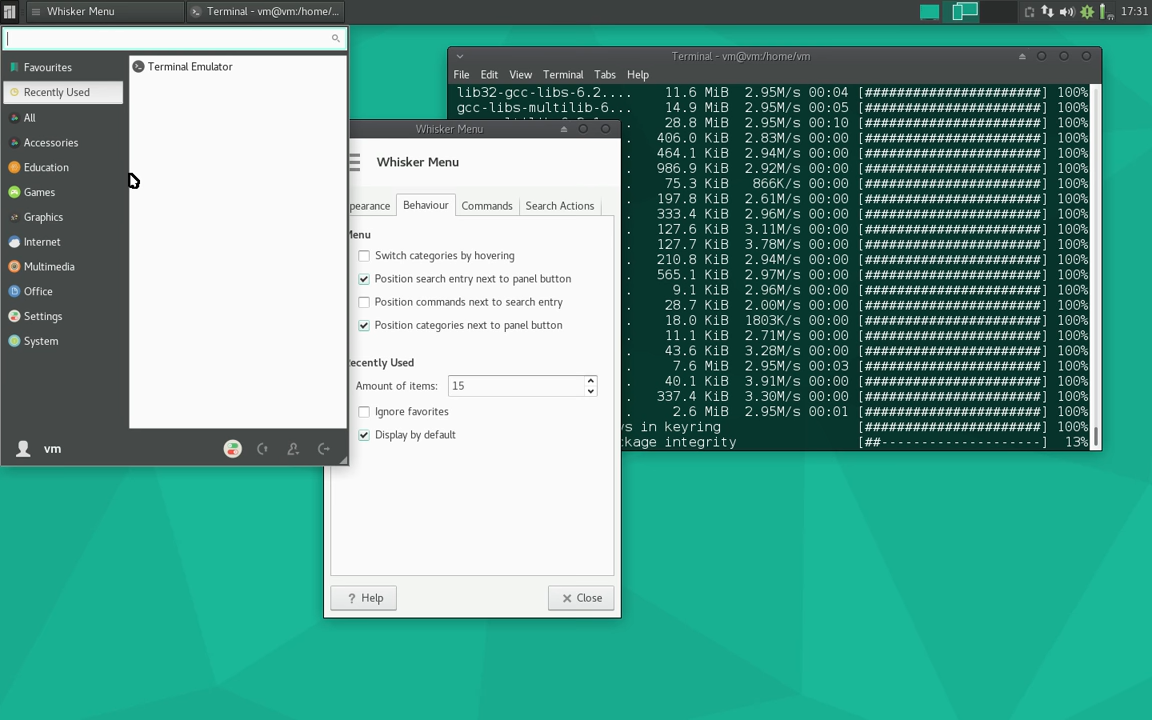 Whisker Menu
Terminal - vm@vm:/home/...
17:31
Favourites
Recently Used
All
Accessories
Education
Games
Graphics
Internet
Multimedia
Office
Settings
System
vm
Terminal Emulator
Whisker Menu
Whisker Menu
pearance
Behaviour
Commands
Search Actions
Menu
Switch categories by hovering
Position search entry next to panel button
Position commands next to search entry
Position categories next to panel button
Recently Used
Amount of items: 15
Ignore favorites
Display by default
? Help
Close
Terminal - vm@vm:/home/vm
File Edit View Terminal Tabs Help
lib32-gcc-libs-6.2.... 11.6 MiB 2.95M/s 00:04 [######################] 100%
gcc-libs-multilib-6... 14.9 MiB 2.95M/s 00:05 [######################] 100%
28.8 MiB 2.95M/s 00:10 [######################] 100%
. 406.0 KiB 2.83M/s 00:00 [######################] 100%
. 464.1 KiB 2.94M/s 00:00 [######################] 100%
. 986.9 KiB 2.92M/s 00:00 [######################] 100%
. 75.3 KiB 866K/s 00:00 [######################] 100%
. 197.8 KiB 2.61M/s 00:00 [######################] 100%
. 333.4 KiB 2.96M/s 00:00 [######################] 100%
. 127.6 KiB 3.11M/s 00:00 [######################] 100%
. 127.7 KiB 3.78M/s 00:00 [######################] 100%
. 210.8 KiB 2.94M/s 00:00 [######################] 100%
. 565.1 KiB 2.97M/s 00:00 [######################] 100%
. 9.1 KiB 2.96M/s 00:00 [######################] 100%
. 28.7 KiB 2.00M/s 00:00 [######################] 100%
. 18.0 KiB 1803K/s 00:00 [######################] 100%
. 11.1 KiB 2.71M/s 00:00 [######################] 100%
. 43.6 KiB 3.28M/s 00:00 [######################] 100%
. 7.6 MiB 2.95M/s 00:03 [######################] 100%
. 40.1 KiB 3.91M/s 00:00 [######################] 100%
. 337.4 KiB 3.30M/s 00:00 [######################] 100%
. 2.6 MiB 2.95M/s 00:01 [######################] 100%
ys in keyring [######################] 100%
ckage integrity [##--------------------] 13%